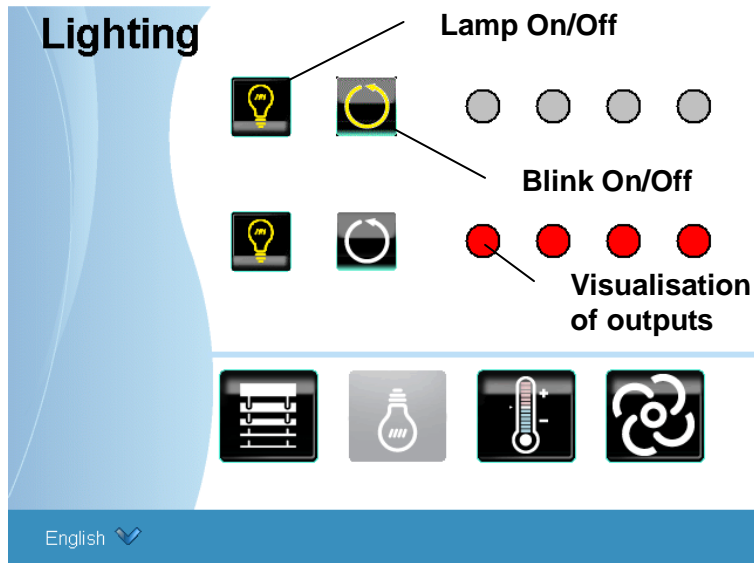 Lighting
Lamp On/Off
Blink On/Off
Visualisation
of outputs
English